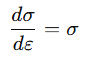 dσ/dε = σ